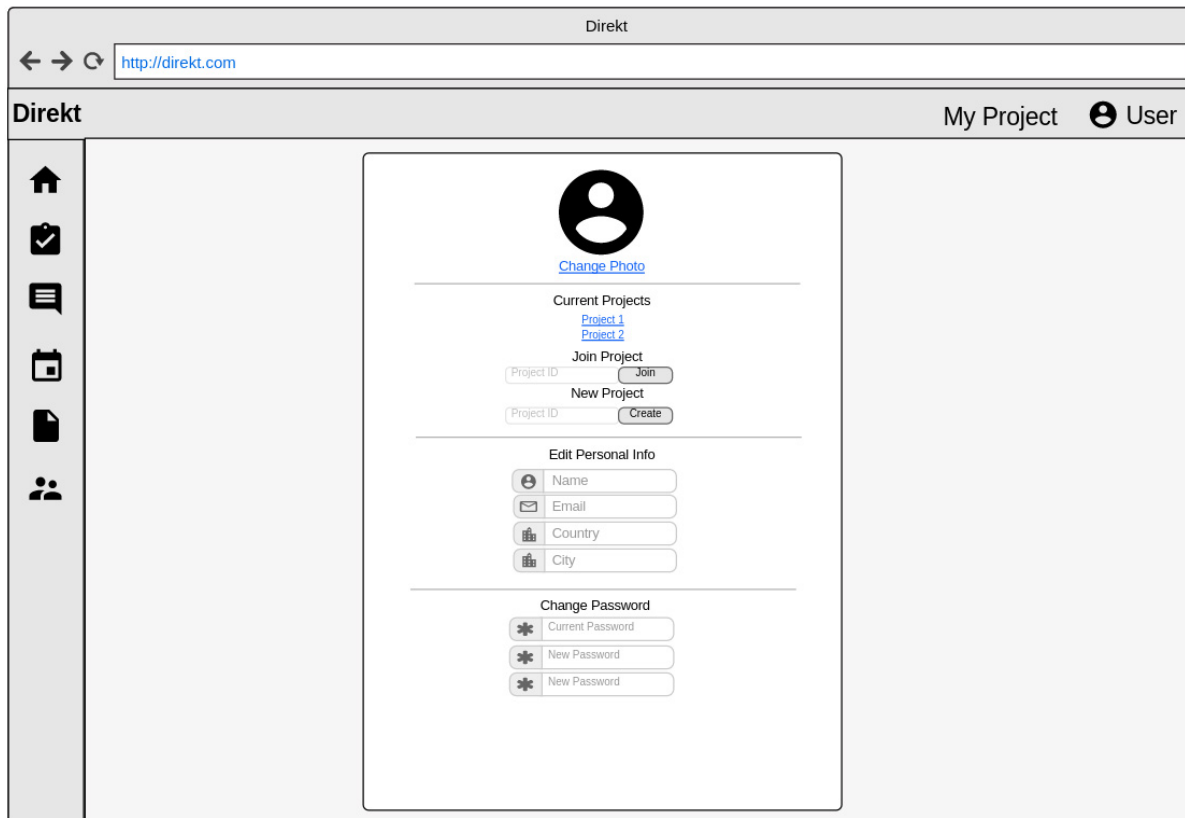 Direkt
http://direkt.com
Direkt
My Project
User
Change Photo
Current Projects
Project 1
Project 2
Join Project
Project ID
Join
New Project
Project ID
Create
Edit Personal Info
Name
Email
Country
City
Change Password
Current Password
New Password
New Password